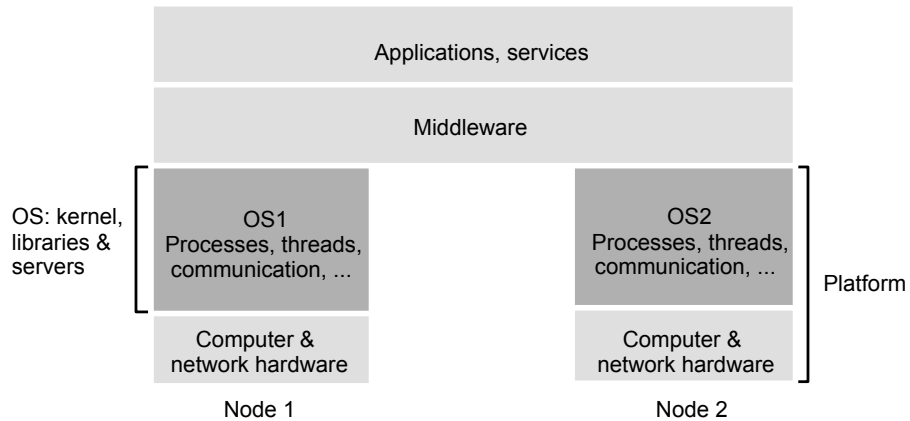 Applications, services
Middleware
OS: kernel,
libraries &
servers
OS1
Processes, threads,
communication, ...
OS2
Processes, threads,
communication, ...
Platform
Computer &
network hardware
Computer &
network hardware
Node 1
Node 2